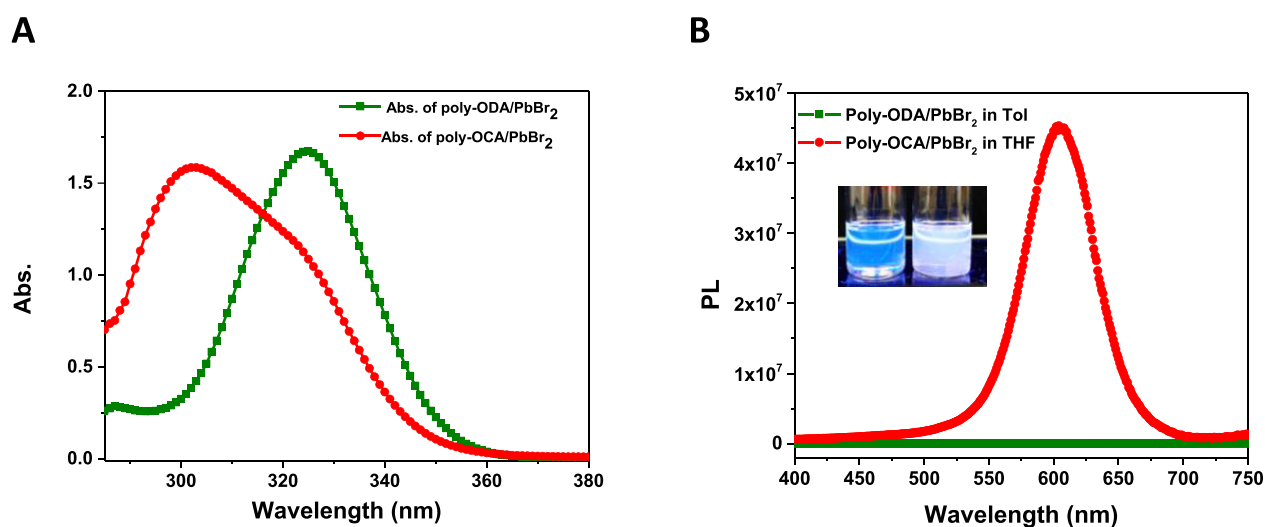 A
B
2.0
1.5
1.0
0.5
0.0
Abs.
Abs. of poly-ODA/PbBr2
Abs. of poly-OCA/PbBr2
300 320 340 360 380
Wavelength (nm)
5x10^7
4x10^7
3x10^7
2x10^7
1x10^7
0
PL
Poly-ODA/PbBr2 in Tol
Poly-OCA/PbBr2 in THF
400 450 500 550 600 650 700 750
Wavelength (nm)